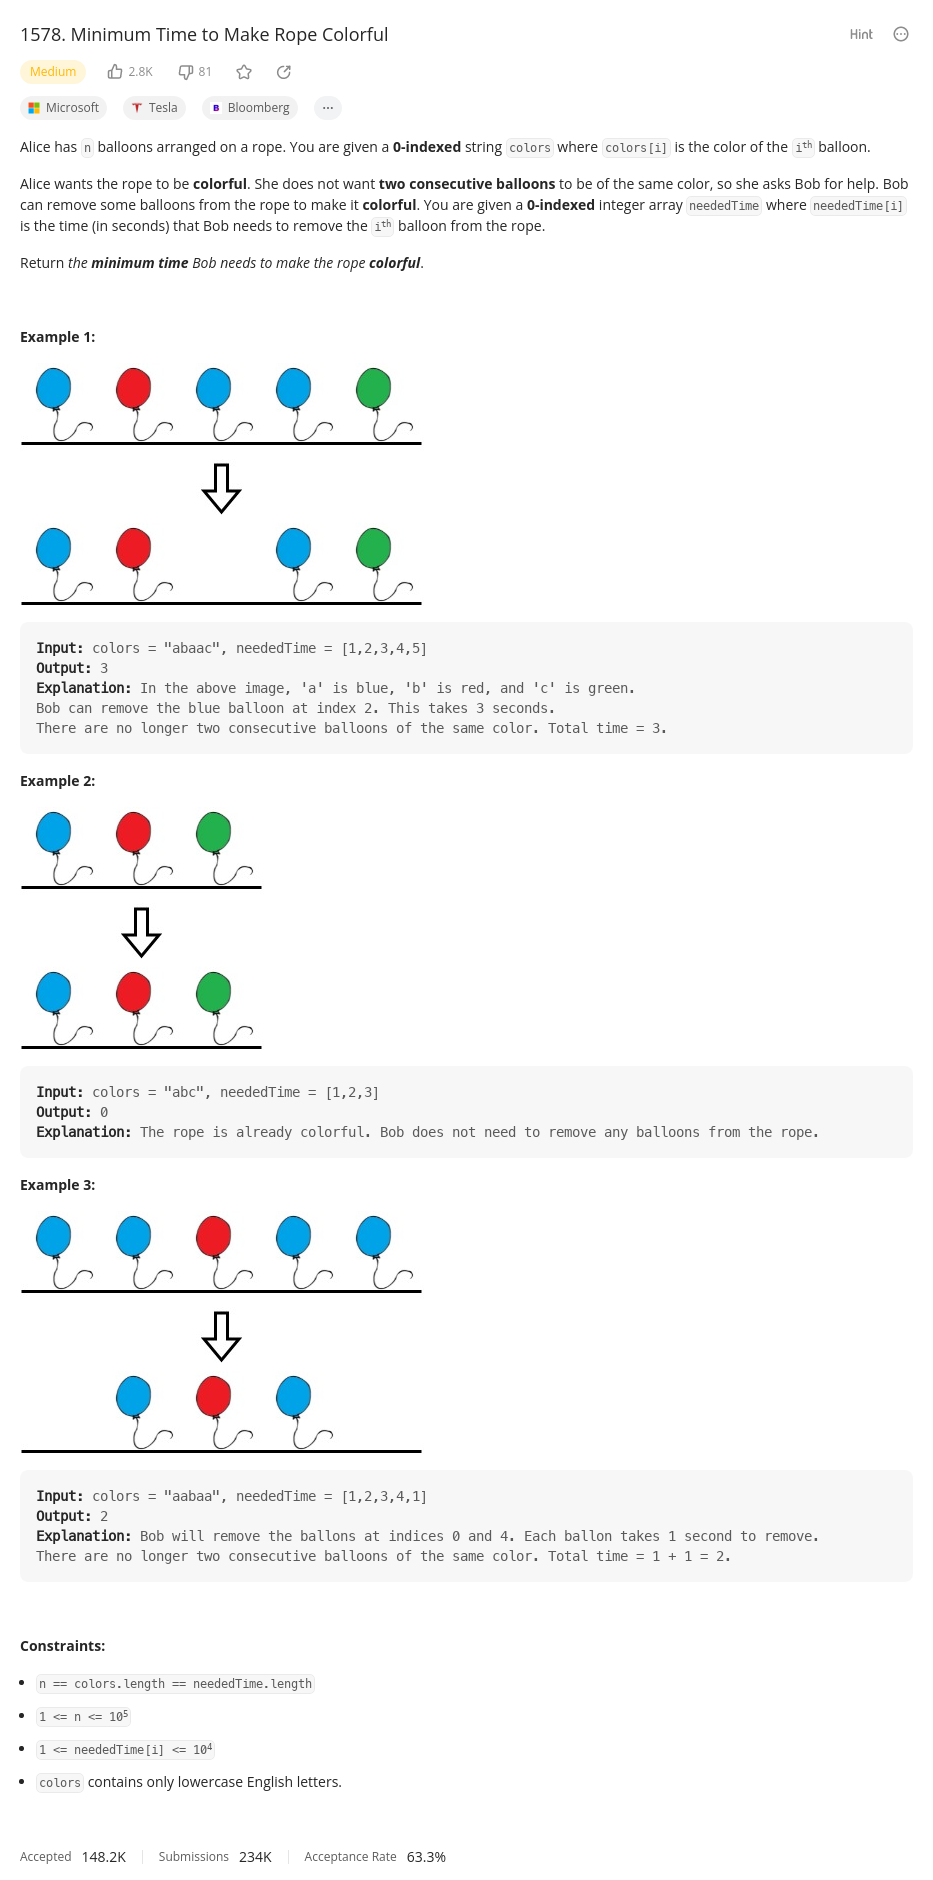 1578. Minimum Time to Make Rope Colorful
Hint
Medium 2.8K 81
Microsoft Tesla Bloomberg ...
Alice has n balloons arranged on a rope. You are given a 0-indexed string colors where colors[i] is the color of the ith balloon.
Alice wants the rope to be colorful. She does not want two consecutive balloons to be of the same color, so she asks Bob for help. Bob
can remove some balloons from the rope to make it colorful. You are given a 0-indexed integer array neededTime where neededTime[i]
is the time (in seconds) that Bob needs to remove the ith balloon from the rope.
Return the minimum time Bob needs to make the rope colorful.
Example 1:
Input: colors = "abaac", neededTime = [1,2,3,4,5]
Output: 3
Explanation: In the above image, 'a' is blue, 'b' is red, and 'c' is green.
Bob can remove the blue balloon at index 2. This takes 3 seconds.
There are no longer two consecutive balloons of the same color. Total time = 3.
Example 2:
Input: colors = "abc", neededTime = [1,2,3]
Output: 0
Explanation: The rope is already colorful. Bob does not need to remove any balloons from the rope.
Example 3:
Input: colors = "aabaa", neededTime = [1,2,3,4,1]
Output: 2
Explanation: Bob will remove the ballons at indices 0 and 4. Each ballon takes 1 second to remove.
There are no longer two consecutive balloons of the same color. Total time = 1 + 1 = 2.
Constraints:
• n == colors.length == neededTime.length
• 1 <= n <= 10⁵
• 1 <= neededTime[i] <= 10⁴
• colors contains only lowercase English letters.
Accepted 148.2K Submissions 234K Acceptance Rate 63.3%